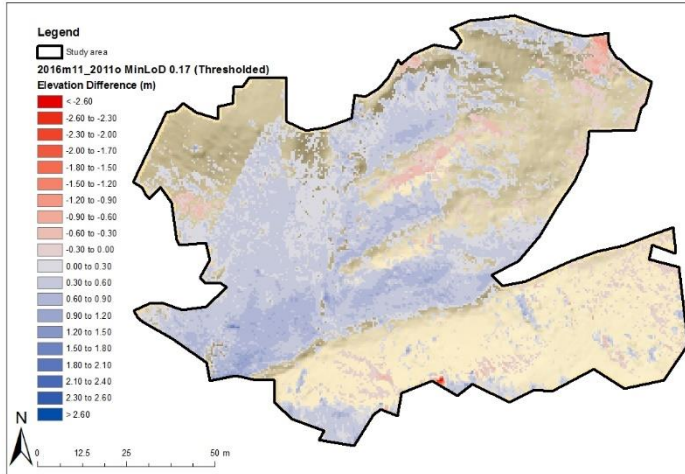 Legend
Study area
2016m11_2011o MinLoD 0.17 (Thresholded)
Elevation Difference (m)
< -2.60
-2.60 to -2.30
-2.30 to -2.00
-2.00 to -1.70
-1.80 to -1.50
-1.50 to -1.20
-1.20 to -0.90
-0.90 to -0.60
-0.60 to -0.30
-0.30 to 0.00
0.00 to 0.30
0.30 to 0.60
0.60 to 0.90
0.90 to 1.20
1.20 to 1.50
1.50 to 1.80
1.80 to 2.10
2.10 to 2.40
2.30 to 2.60
> 2.60
N
0 12.5 25 50 m